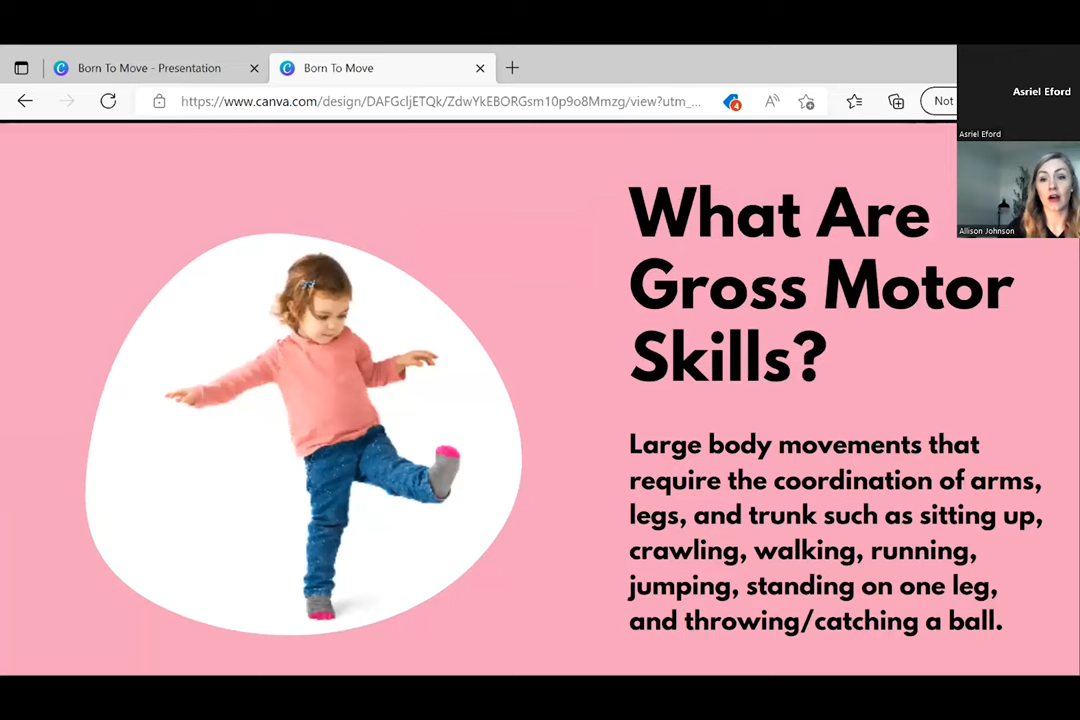 Born To Move - Presentation
Born To Move
https://www.canva.com/design/DAFGcljETQk/ZdwYkEBORGsm10p9o8Mmzg/view?utm_...
4
Not
Asriel Eford
Asriel Eford
Allison Johnson
What Are
Gross Motor
Skills?
Large body movements that
require the coordination of arms,
legs, and trunk such as sitting up,
crawling, walking, running,
jumping, standing on one leg,
and throwing/catching a ball.